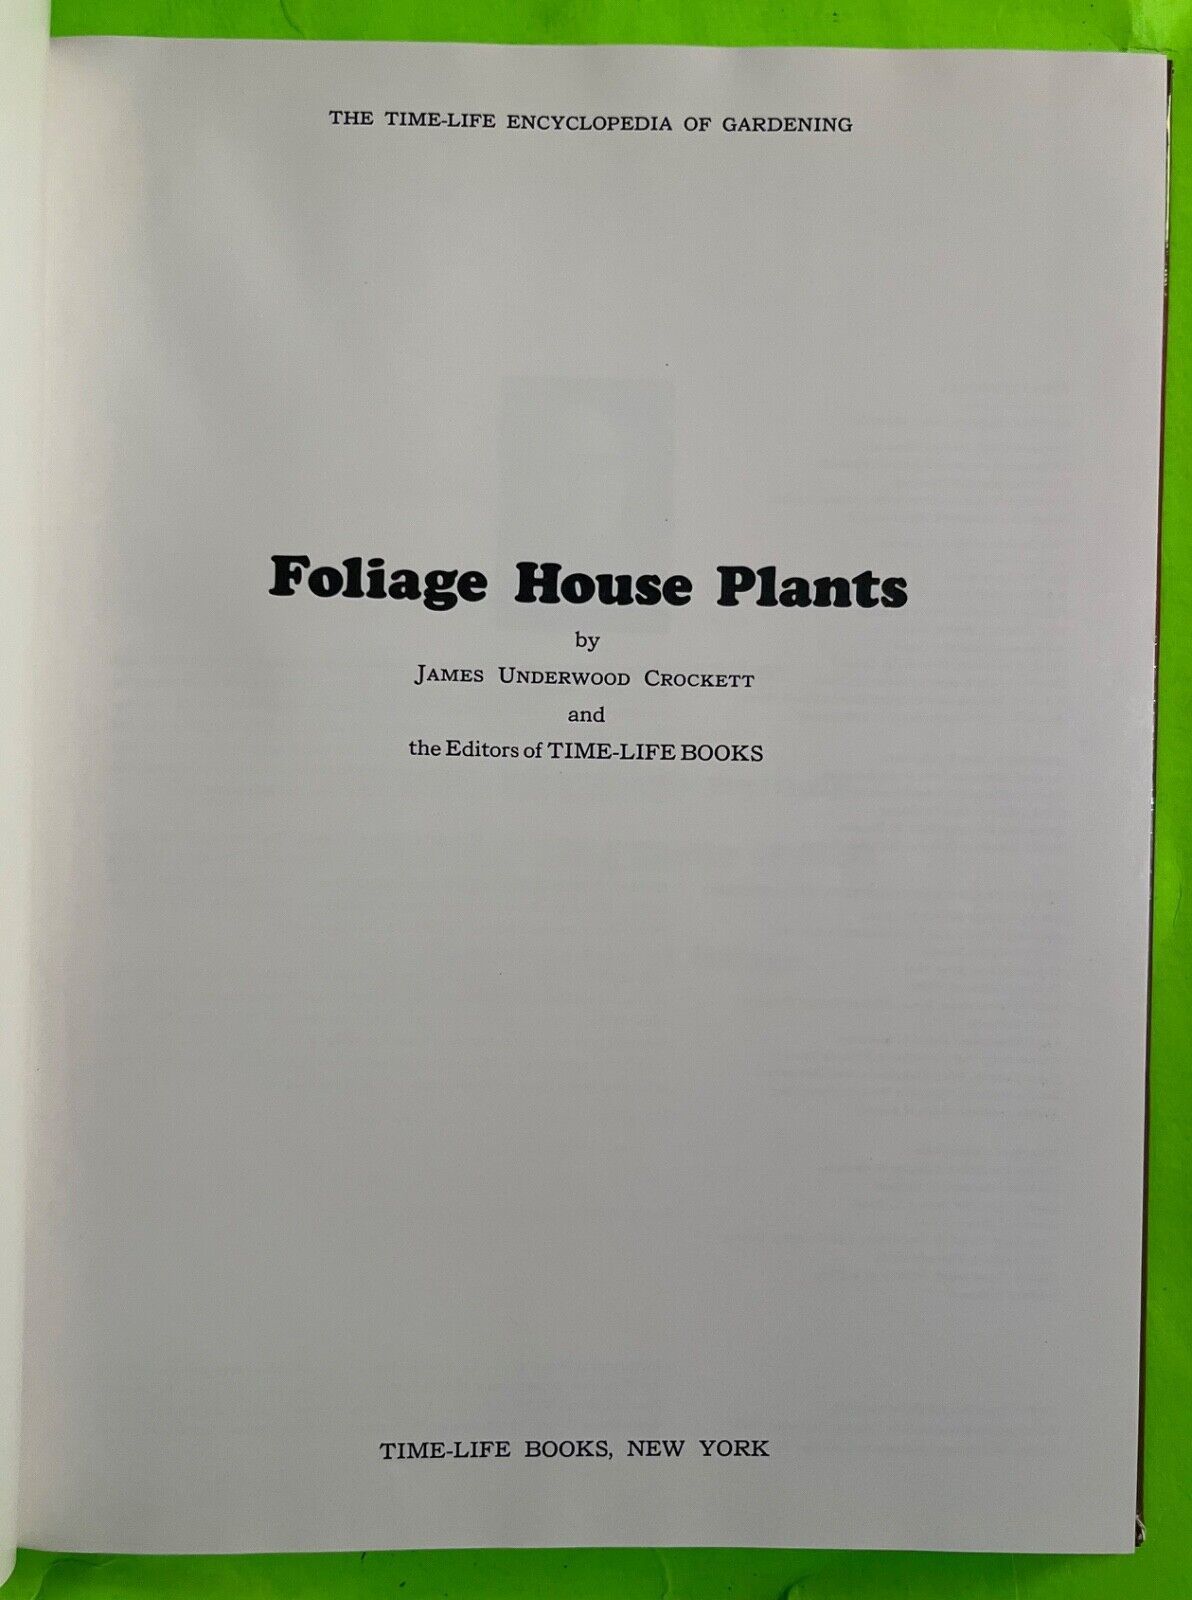 THE TIME-LIFE ENCYCLOPEDIA OF GARDENING
Foliage House Plants
by
JAMES UNDERWOOD CROCKETT
and
the Editors of TIME-LIFE BOOKS
TIME-LIFE BOOKS, NEW YORK